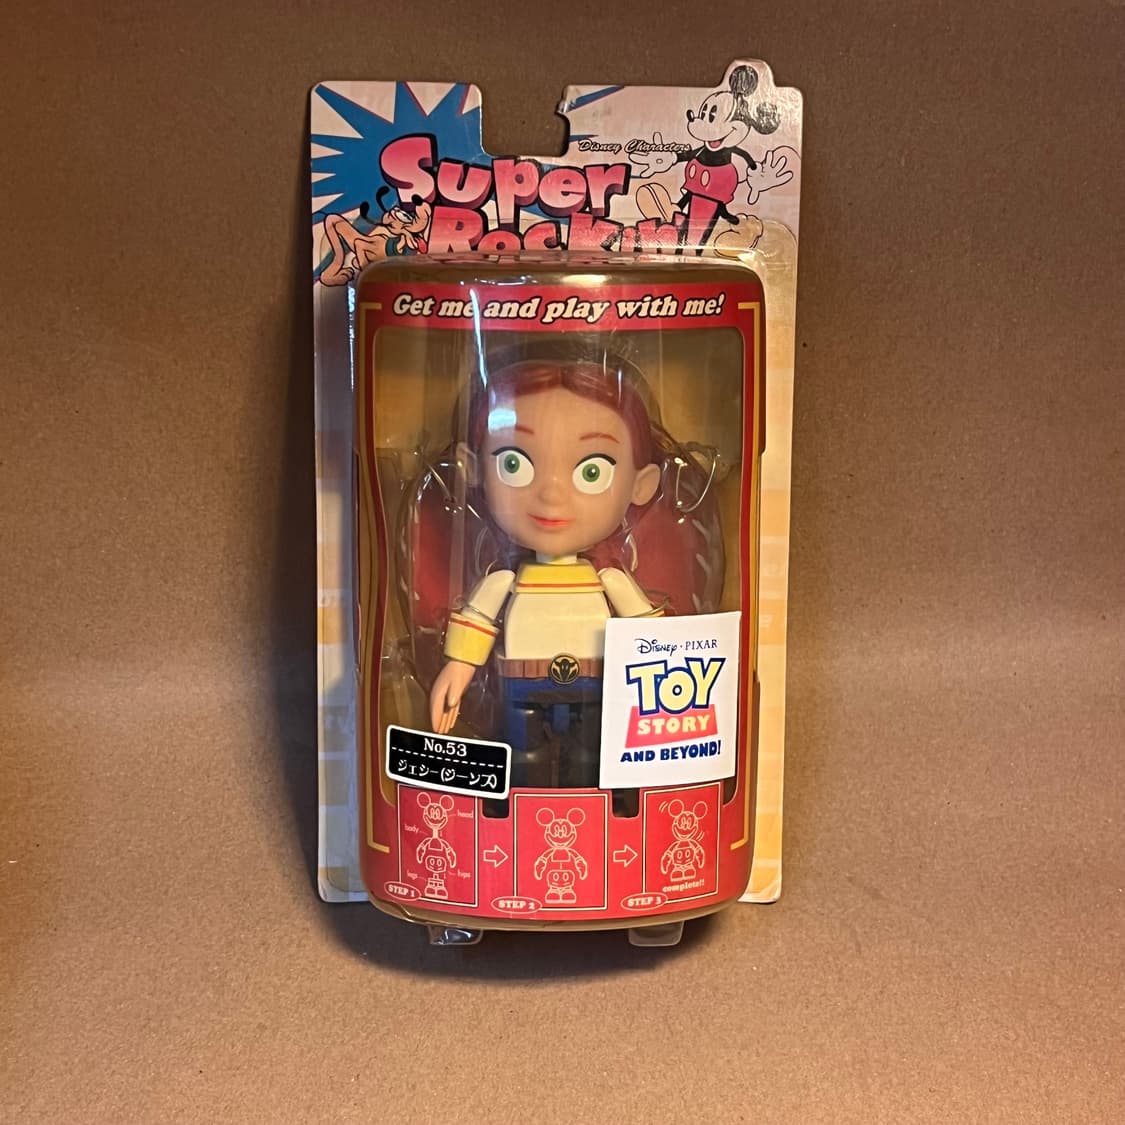 Disney Characters
Super
Rockin'!
Get me and play with me!
Disney · PIXAR
TOY
STORY
AND BEYOND!
No.53
ジェシー(ジーンズ)
head
body
legs
hips
STEP 1
STEP 2
complete!!
STEP 3